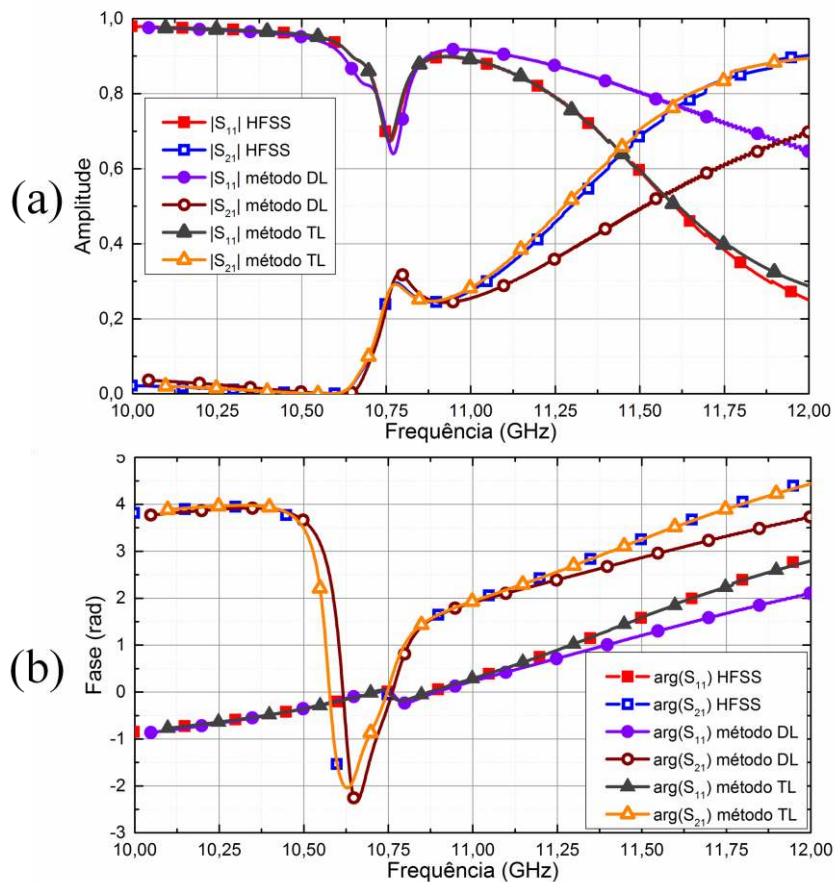 (a)
Amplitude
1,0
0,8
0,6
0,4
0,2
0,0
|S11| HFSS
|S21| HFSS
|S11| método DL
|S21| método DL
|S11| método TL
|S21| método TL
10,00 10,25 10,50 10,75 11,00 11,25 11,50 11,75 12,00
Frequência (GHz)
(b)
Fase (rad)
5
4
3
2
1
0
-1
-2
-3
arg(S11) HFSS
arg(S21) HFSS
arg(S11) método DL
arg(S21) método DL
arg(S11) método TL
arg(S21) método TL
10,00 10,25 10,50 10,75 11,00 11,25 11,50 11,75 12,00
Frequência (GHz)